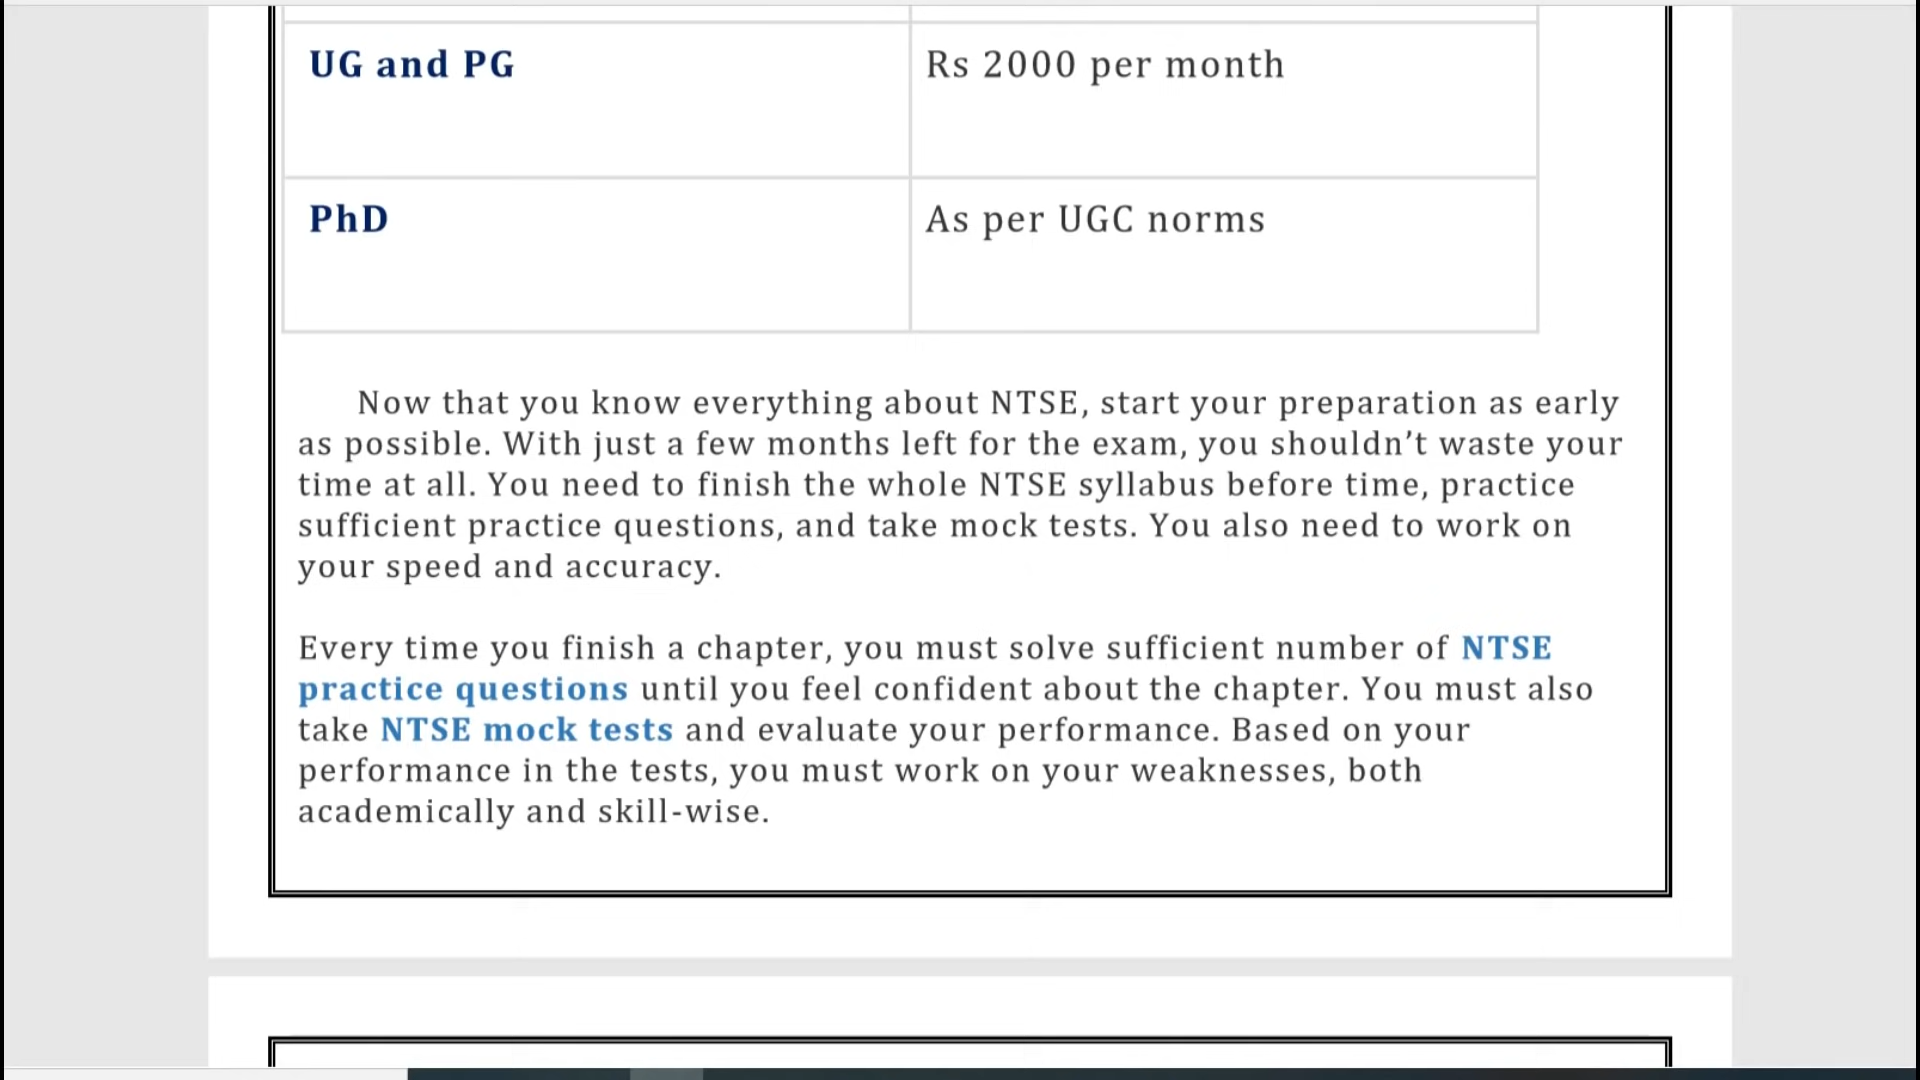 UG and PG
Rs 2000 per month
PhD
As per UGC norms
Now that you know everything about NTSE, start your preparation as early
as possible. With just a few months left for the exam, you shouldn’t waste your
time at all. You need to finish the whole NTSE syllabus before time, practice
sufficient practice questions, and take mock tests. You also need to work on
your speed and accuracy.
Every time you finish a chapter, you must solve sufficient number of NTSE
practice questions until you feel confident about the chapter. You must also
take NTSE mock tests and evaluate your performance. Based on your
performance in the tests, you must work on your weaknesses, both
academically and skill-wise.